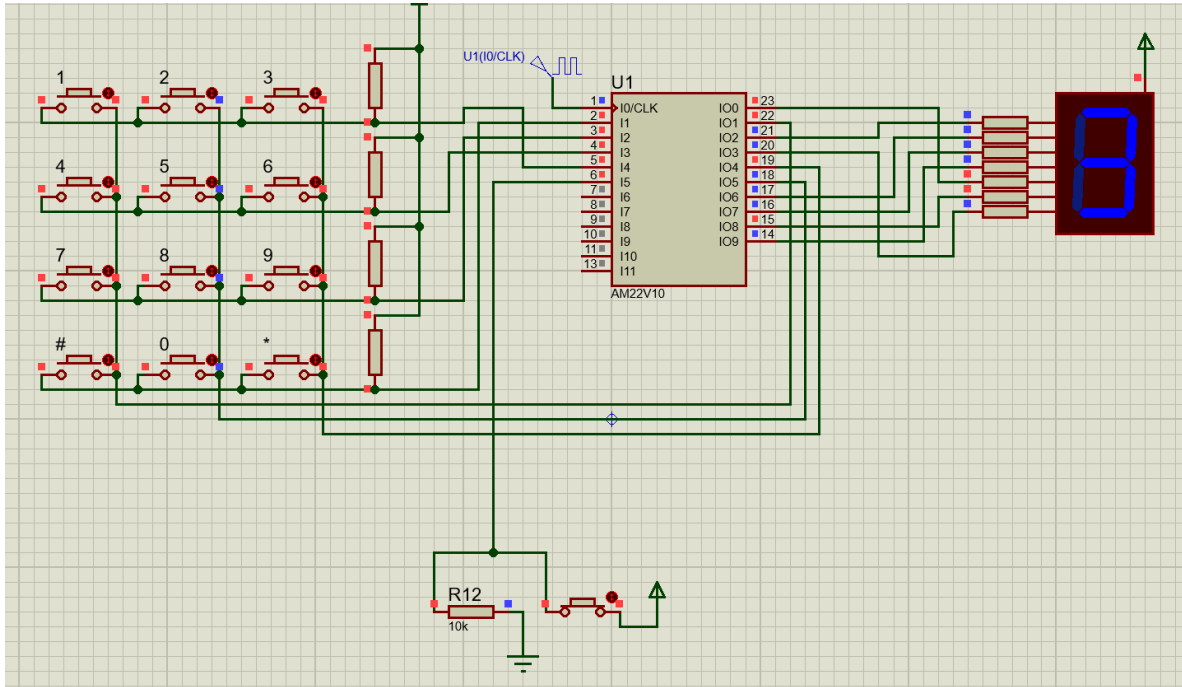 U1(I0/CLK)
U1
1 2 3
4 5 6
7 8 9
# 0 *
1 I0/CLK IO0 23
2 I1 IO1 22
3 I2 IO2 21
4 I3 IO3 20
5 I4 IO4 19
6 I5 IO5 18
7 I6 IO6 17
8 I7 IO7 16
9 I8 IO8 15
10 I9 IO9 14
11 I10
13 I11
AM22V10
R12
10k